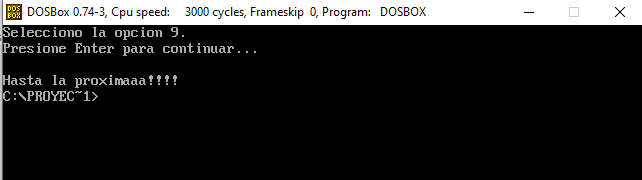 DOSBox 0.74-3, Cpu speed: 3000 cycles, Frameskip 0, Program: DOSBOX
Selecciono la opcion 9.
Presione Enter para continuar...
Hasta la proximaaa!!!!
C:\PROYEC~1>